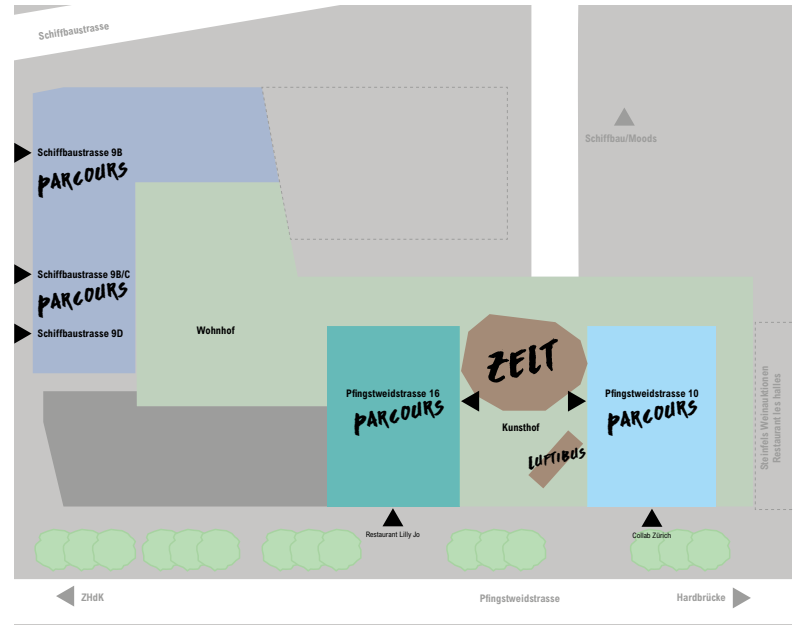 Schiffbaustrasse
Schiffbau/Moods
Schiffbaustrasse 9B
PARCOURS
Schiffbaustrasse 9B/C
PARCOURS
Schiffbaustrasse 9D
Wohnhof
ZELT
Pfingstweidstrasse 16
PARCOURS
Pfingstweidstrasse 10
PARCOURS
Kunsthof
LUFTIBUS
Steinfels Weinauktionen
Restaurant les halles
Restaurant Lilly Jo
Collab Zürich
ZHdK
Pfingstweidstrasse
Hardbrücke